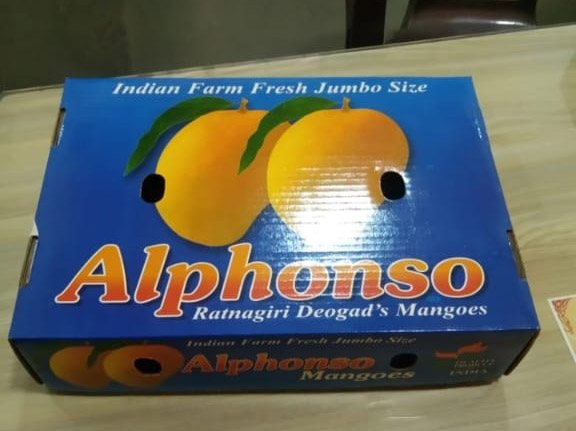 Indian Farm Fresh Jumbo Size
Alphonso
Ratnagiri Deogad's Mangoes
Indian Farm Fresh Jumbo Size
Alphonso
Mangoes
INDIA